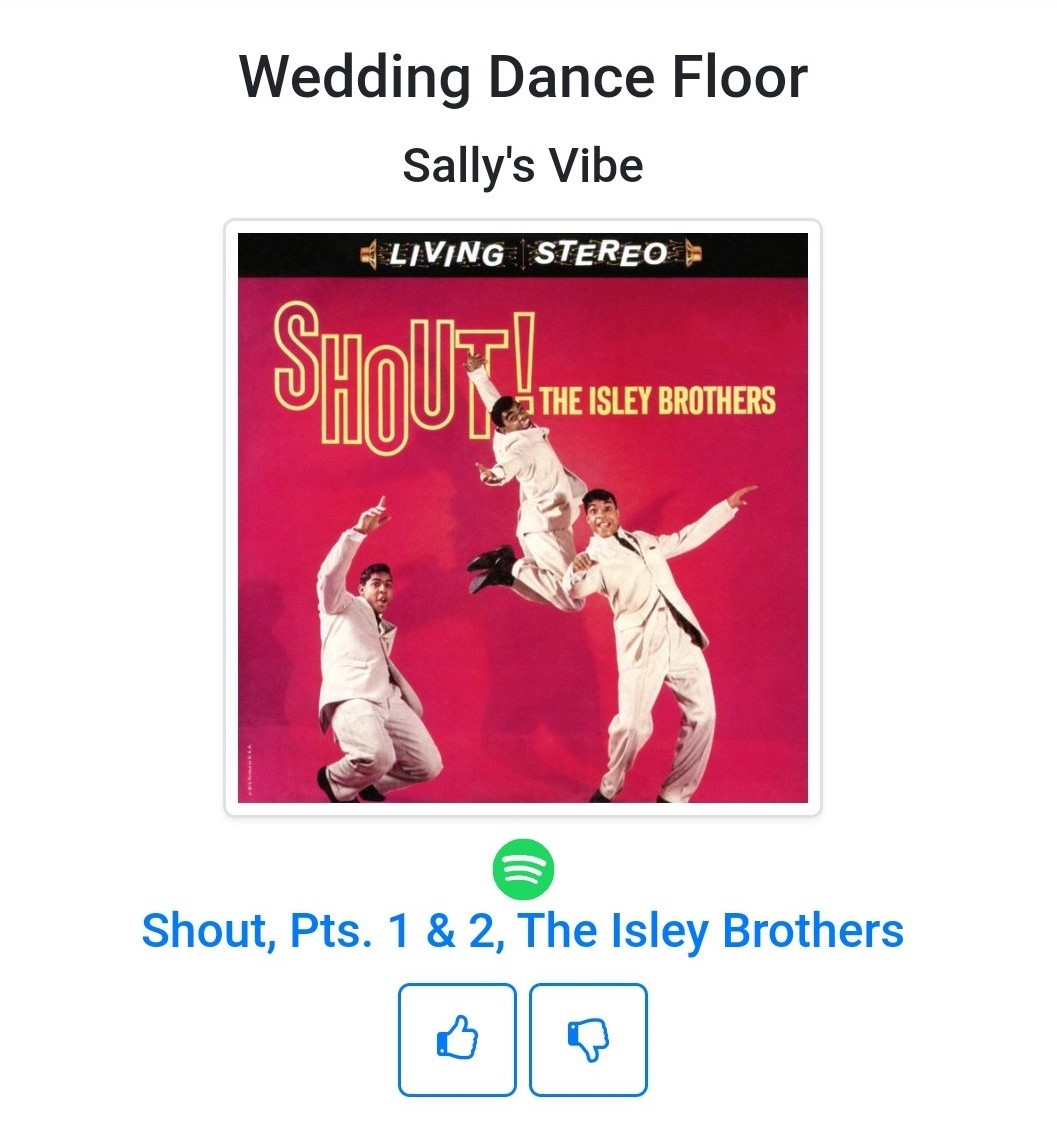 Wedding Dance Floor
Sally's Vibe
LIVING STEREO
SHOUT!
THE ISLEY BROTHERS
Shout, Pts. 1 & 2, The Isley Brothers